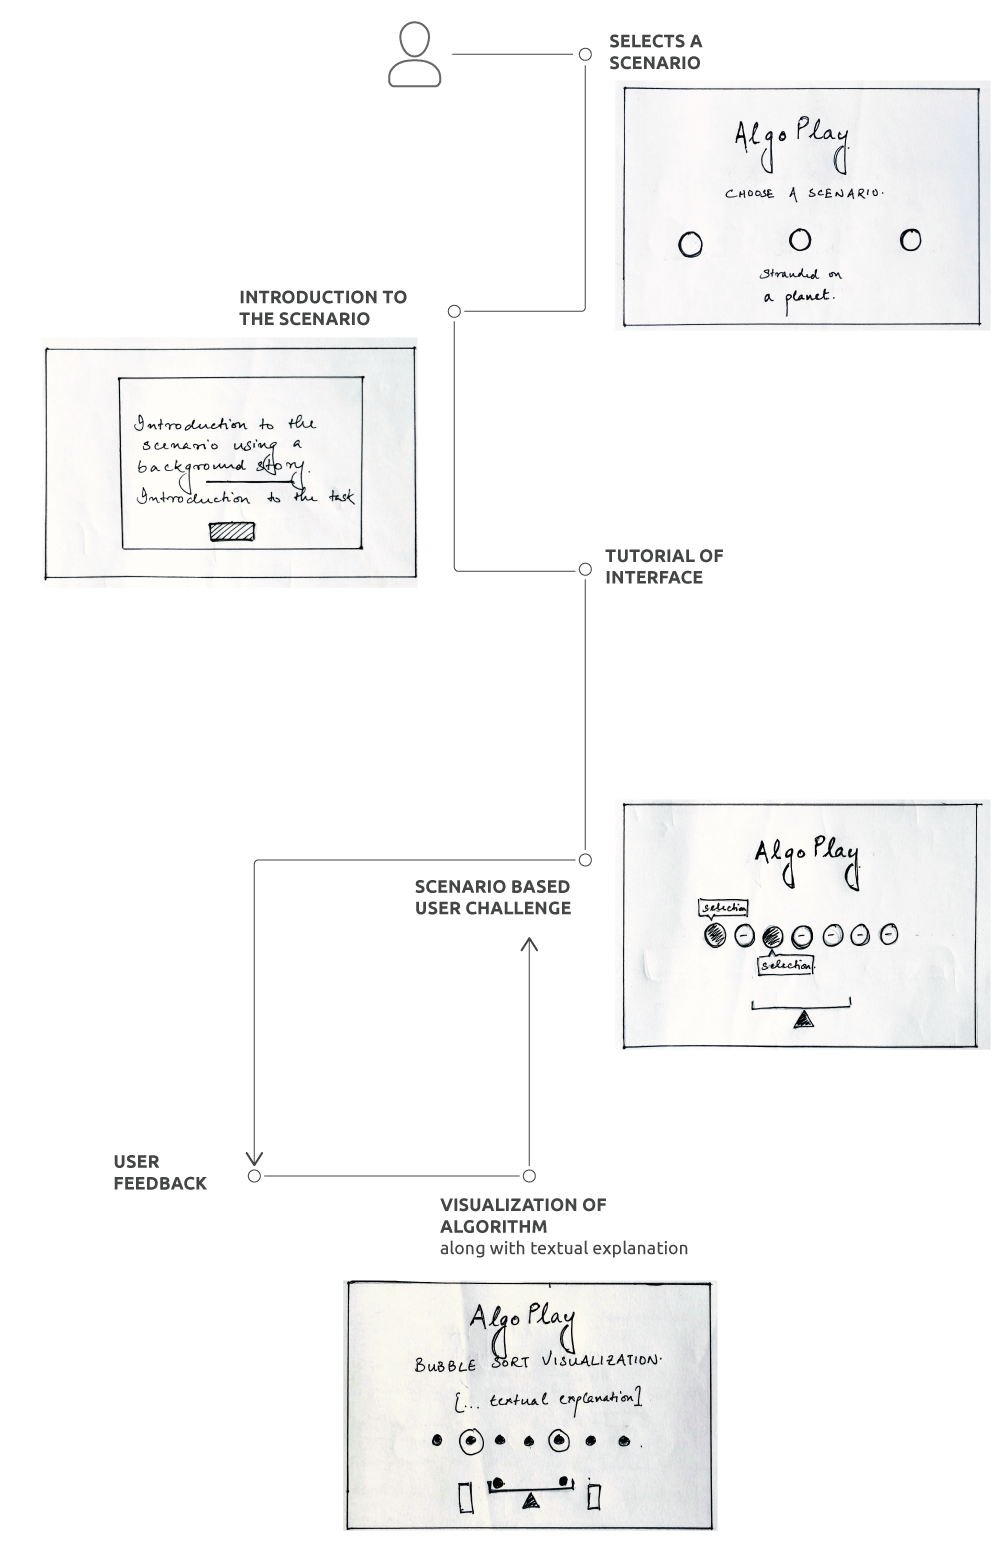 SELECTS A
SCENARIO
Algo Play
CHOOSE A SCENARIO.
Stranded on
a planet.
INTRODUCTION TO
THE SCENARIO
Introduction to the
scenario using a
background story.
Introduction to the task
TUTORIAL OF
INTERFACE
Algo Play
selection
selection.
SCENARIO BASED
USER CHALLENGE
USER
FEEDBACK
VISUALIZATION OF
ALGORITHM
along with textual explanation
Algo Play
BUBBLE SORT VISUALIZATION.
[... textual explanation]